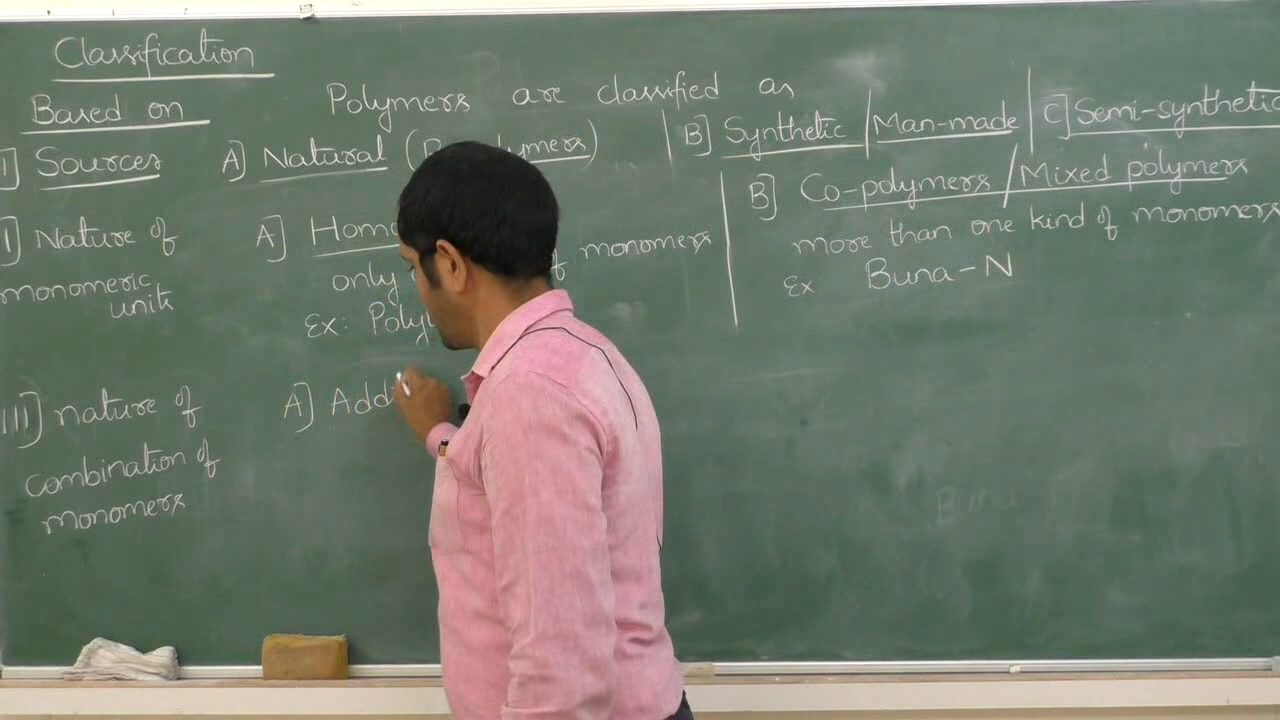 Classification
Based on
Polymers are classified as
I] Sources A] Natural ( B] Synthetic / Man-made C] Semi-synthetic
I] Nature of monomeric units
A] Homo
only of monomers
Ex: Poly
B] Co-polymers / Mixed polymers
more than one kind of monomers
Ex Buna-N
III] nature of combination of monomers
A] Add
Buna